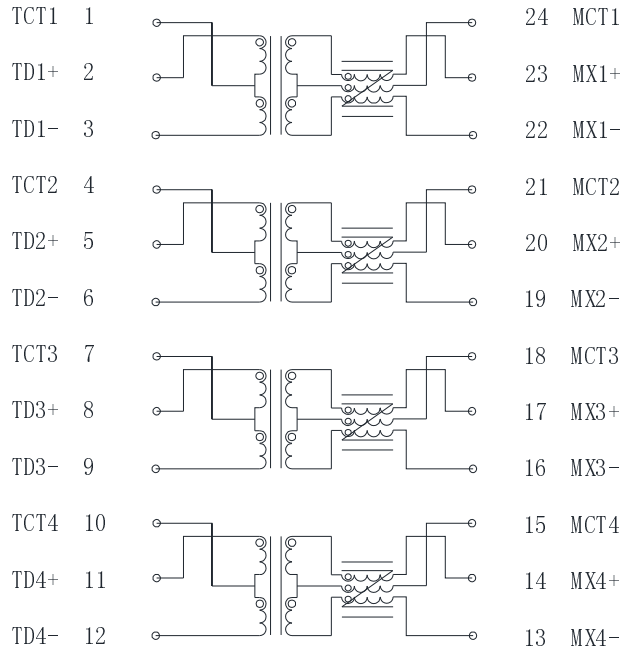 TCT1 1 24 MCT1
TD1+ 2 23 MX1+
TD1- 3 22 MX1-
TCT2 4 21 MCT2
TD2+ 5 20 MX2+
TD2- 6 19 MX2-
TCT3 7 18 MCT3
TD3+ 8 17 MX3+
TD3- 9 16 MX3-
TCT4 10 15 MCT4
TD4+ 11 14 MX4+
TD4- 12 13 MX4-